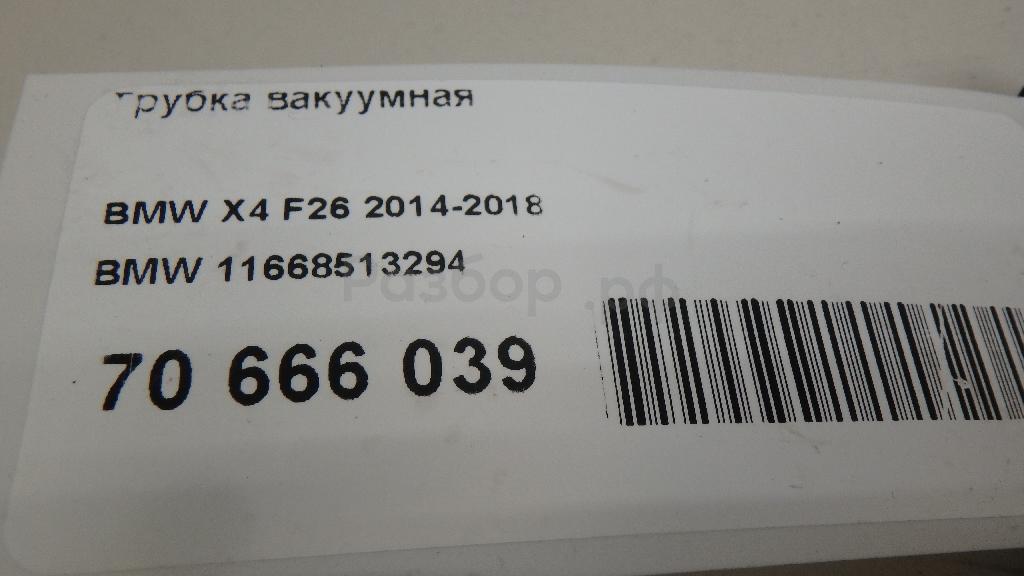 Трубка вакуумная
BMW X4 F26 2014-2018
BMW 11668513294
Разбор.рф
70 666 039